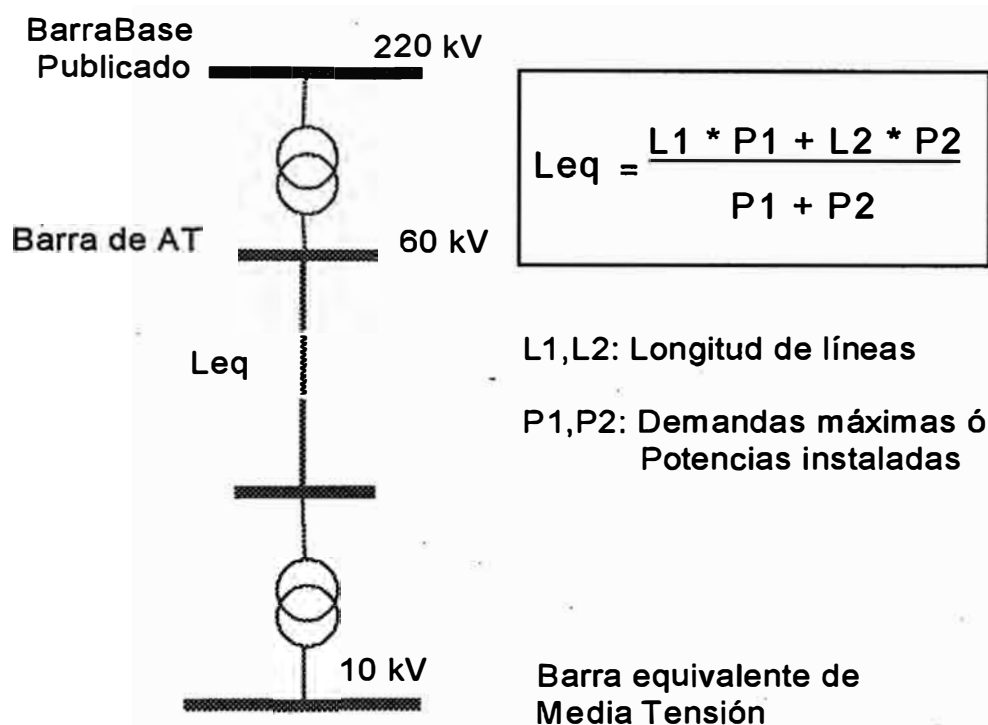 BarraBase
Publicado
220 kV
Leq = L1 * P1 + L2 * P2
P1 + P2
Barra de AT
60 kV
Leq
L1,L2: Longitud de líneas
P1,P2: Demandas máximas ó
Potencias instaladas
10 kV
Barra equivalente de
Media Tensión